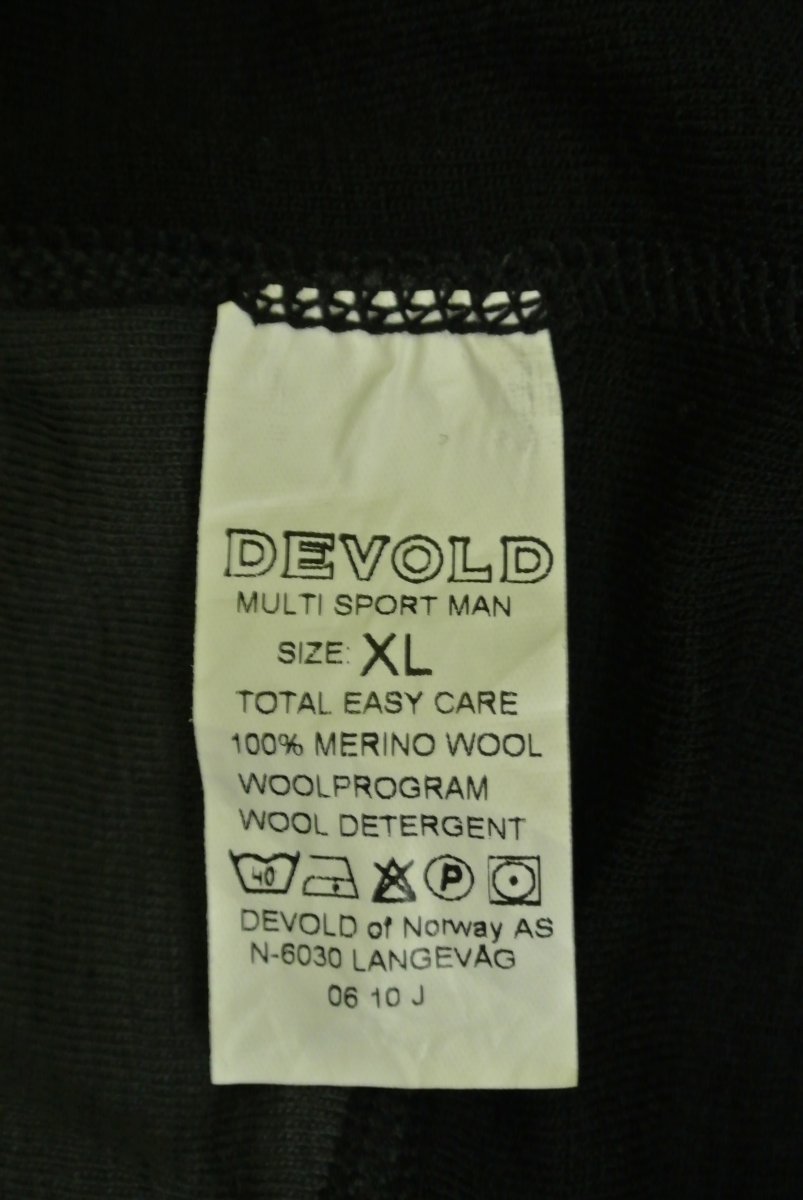 DEVOLD
MULTI SPORT MAN
SIZE: XL
TOTAL EASY CARE
100% MERINO WOOL
WOOLPROGRAM
WOOL DETERGENT
40 P
DEVOLD of Norway AS
N-6030 LANGEVÅG
06 10 J